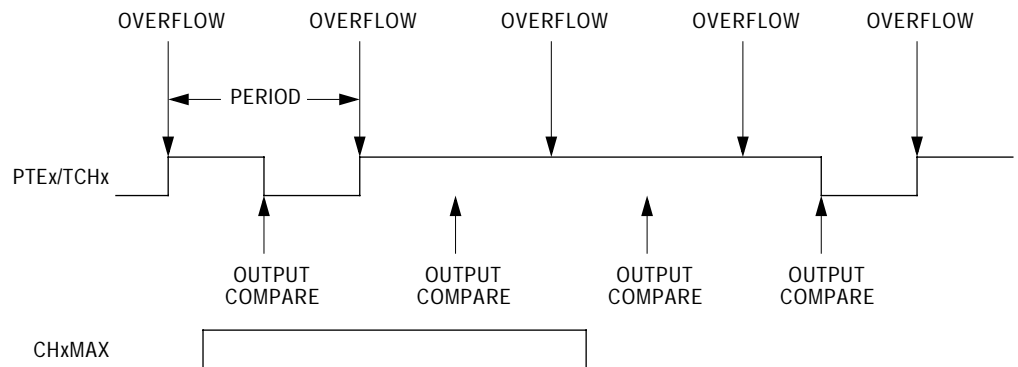 OVERFLOW OVERFLOW OVERFLOW OVERFLOW OVERFLOW
PERIOD
PTEx/TCHx
OUTPUT COMPARE
OUTPUT COMPARE
OUTPUT COMPARE
OUTPUT COMPARE
CHxMAX